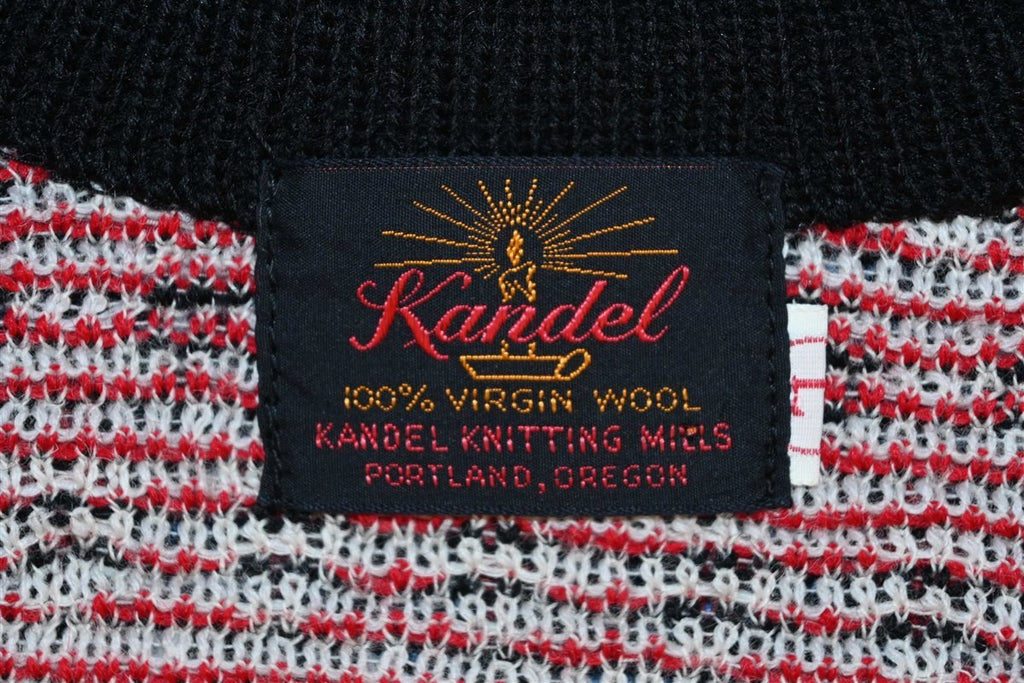 Kandel
100% VIRGIN WOOL
KANDEL KNITTING MILLS
PORTLAND, OREGON